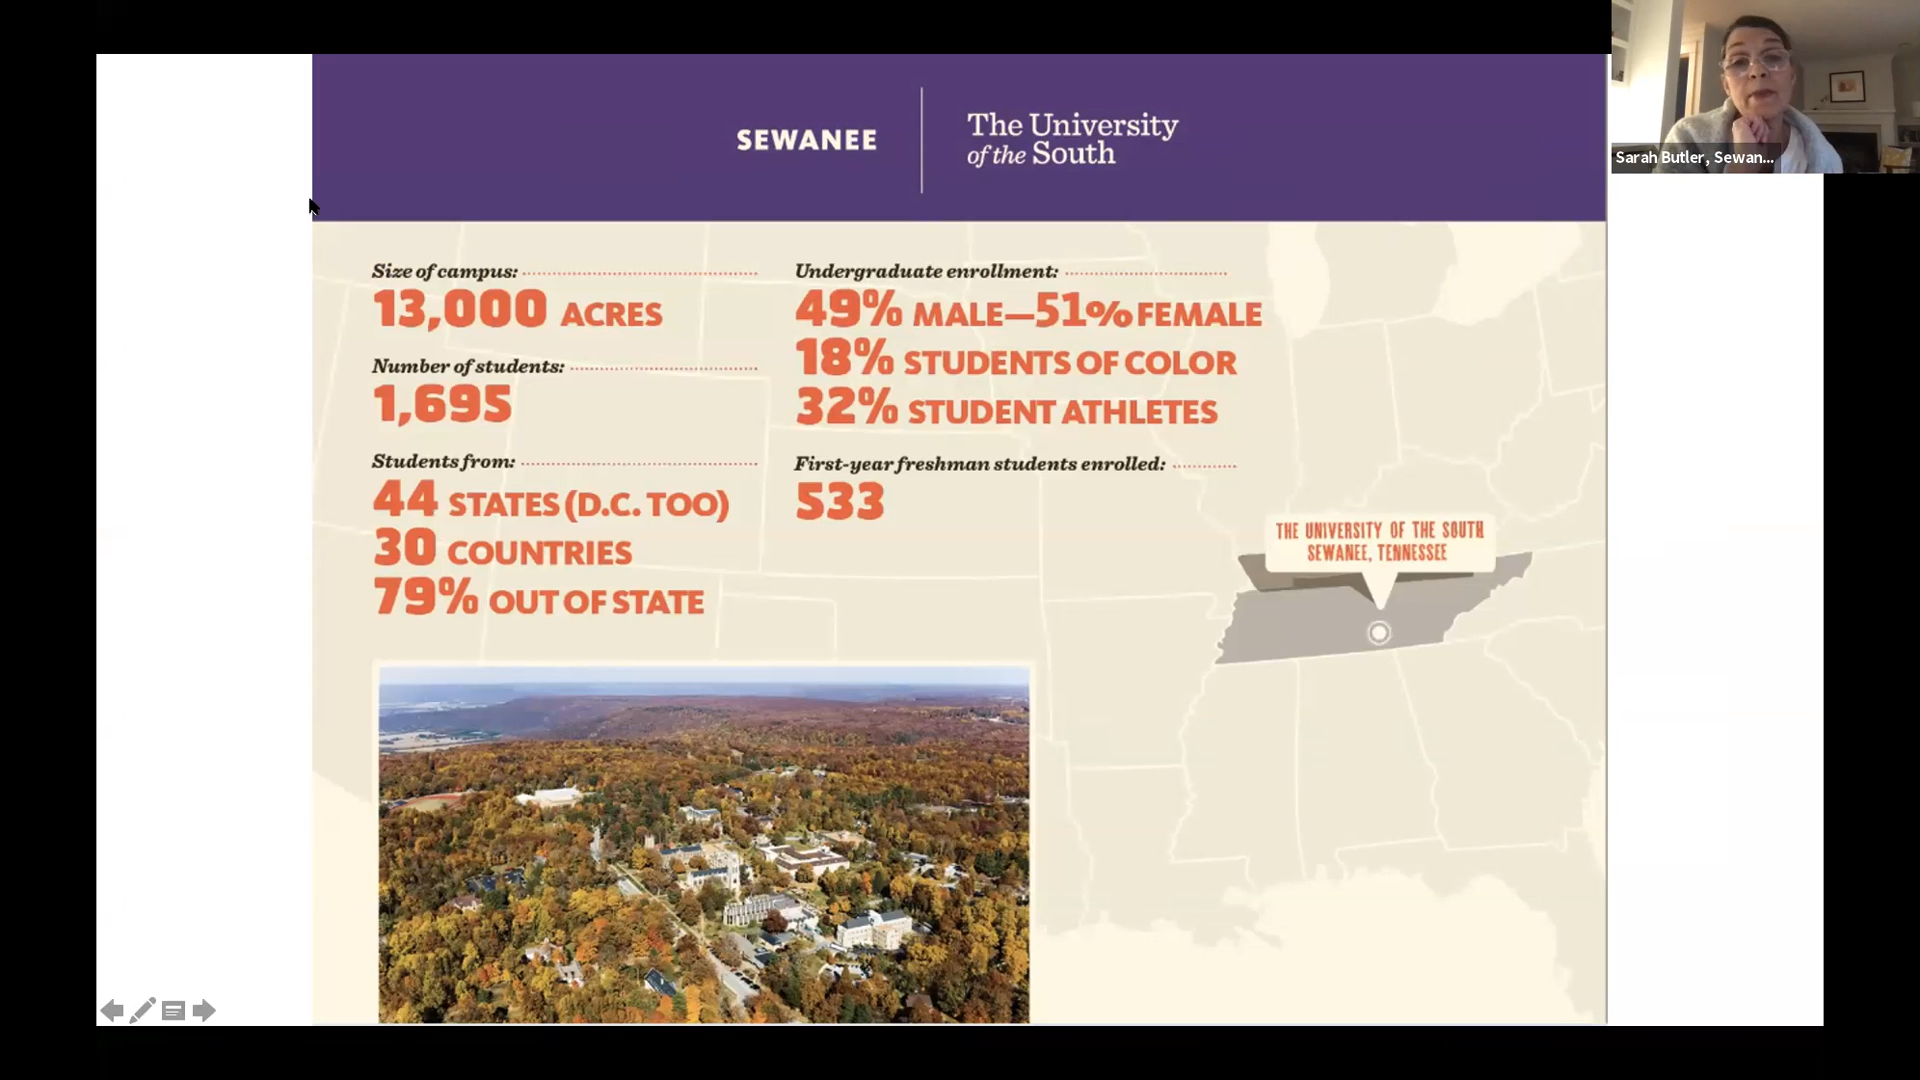 SEWANEE
The University
of the South
Sarah Butler, Sewan...
Size of campus:
13,000 ACRES
Number of students:
1,695
Students from:
44 STATES (D.C. TOO)
30 COUNTRIES
79% OUT OF STATE
Undergraduate enrollment:
49% MALE—51% FEMALE
18% STUDENTS OF COLOR
32% STUDENT ATHLETES
First-year freshman students enrolled:
533
THE UNIVERSITY OF THE SOUTH
SEWANEE, TENNESSEE